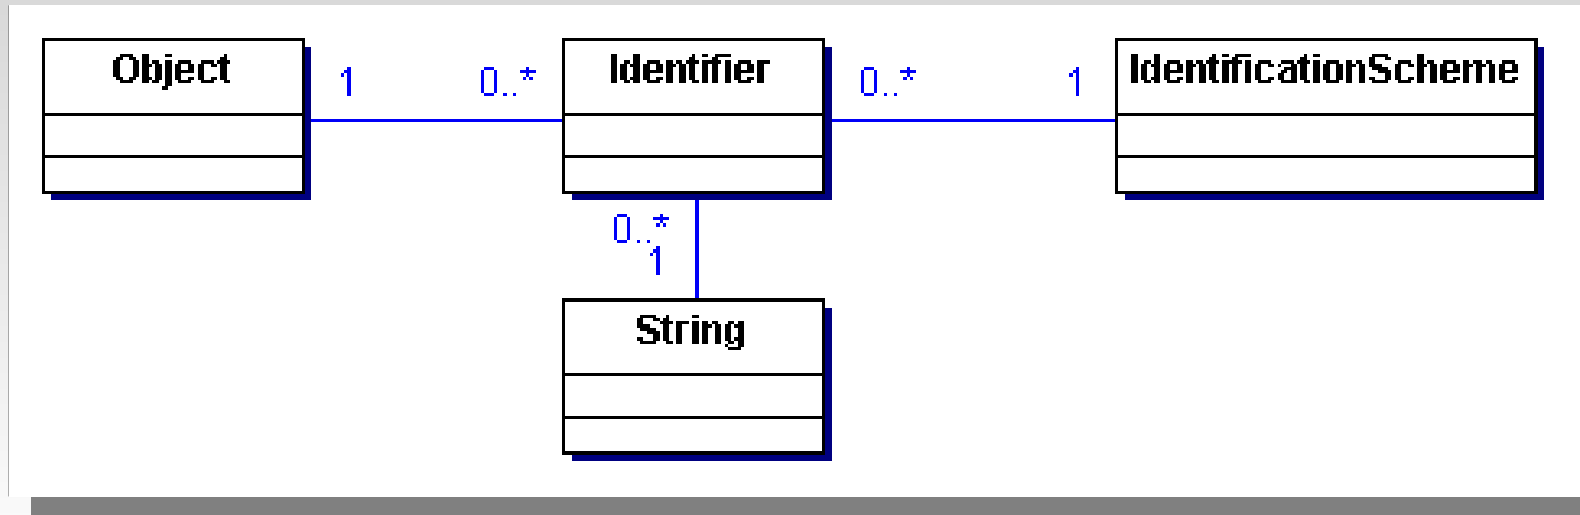 Object
1
0..*
Identifier
0..*
1
IdentificationScheme
0..*
1
String